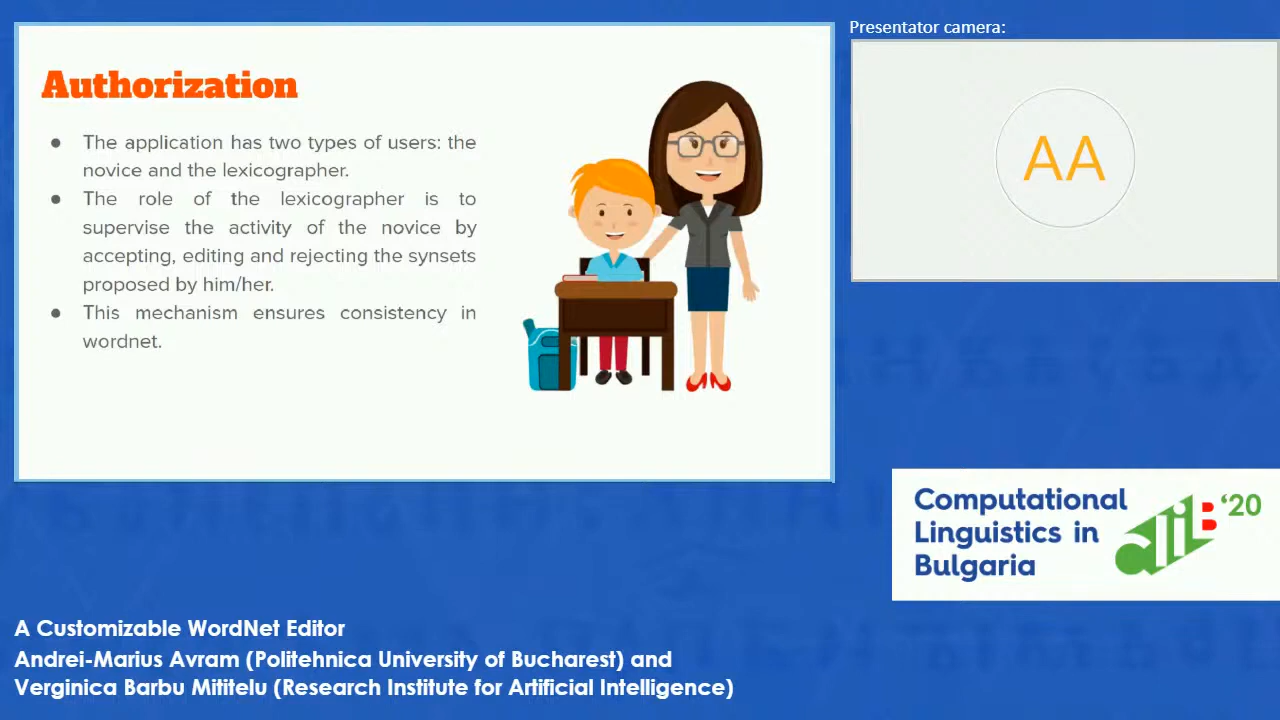 Authorization
● The application has two types of users: the
novice and the lexicographer.
● The role of the lexicographer is to
supervise the activity of the novice by
accepting, editing and rejecting the synsets
proposed by him/her.
● This mechanism ensures consistency in
wordnet.
Presentator camera:
AA
Computational
Linguistics in
Bulgaria
clib '20
A Customizable WordNet Editor
Andrei-Marius Avram (Politehnica University of Bucharest) and
Verginica Barbu Mititelu (Research Institute for Artificial Intelligence)